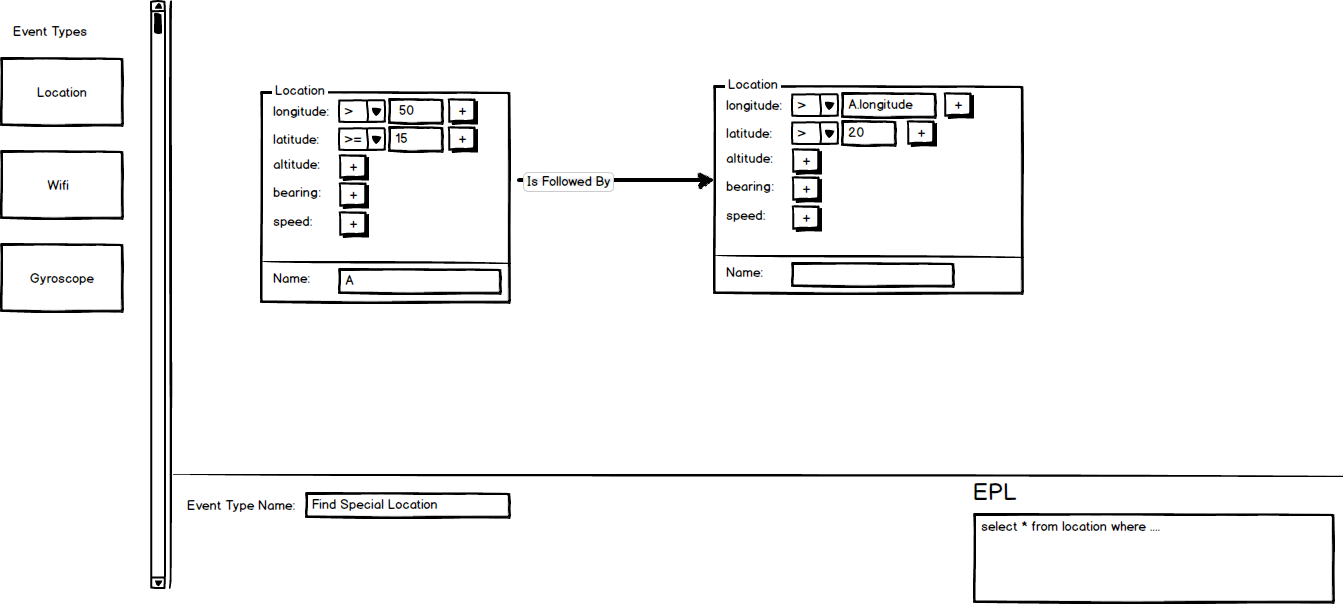 Event Types
Location
Wifi
Gyroscope
Location
longitude: > 50 +
latitude: >= 15 +
altitude: +
bearing: +
speed: +
Name: A
Is Followed By
Location
longitude: > A.longitude +
latitude: > 20 +
altitude: +
bearing: +
speed: +
Name:
Event Type Name: Find Special Location
EPL
select * from location where ....